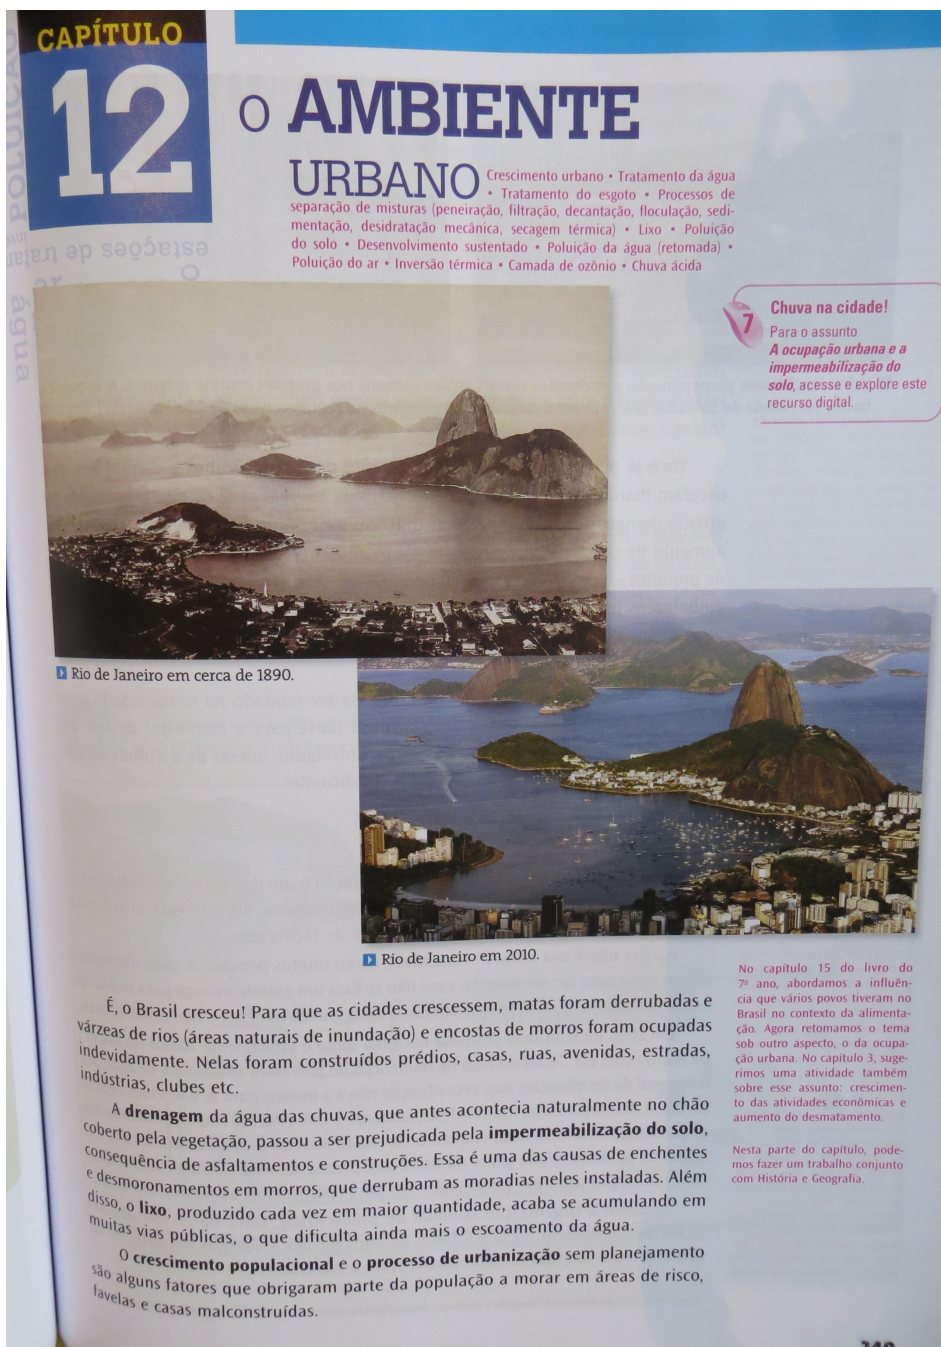 CAPÍTULO
12
O AMBIENTE
URBANO
Crescimento urbano • Tratamento da água
• Tratamento do esgoto • Processos de
separação de misturas (peneiração, filtração, decantação, floculação, sedi-
mentação, desidratação mecânica, secagem térmica) • Lixo • Poluição
do solo • Desenvolvimento sustentado • Poluição da água (retomada) •
Poluição do ar • Inversão térmica • Camada de ozônio • Chuva ácida
7
Chuva na cidade!
Para o assunto
A ocupação urbana e a
impermeabilização do
solo, acesse e explore este
recurso digital.
Rio de Janeiro em cerca de 1890.
Rio de Janeiro em 2010.
É, o Brasil cresceu! Para que as cidades crescessem, matas foram derrubadas e
várzeas de rios (áreas naturais de inundação) e encostas de morros foram ocupadas
indevidamente. Nelas foram construídos prédios, casas, ruas, avenidas, estradas,
indústrias, clubes etc.
A drenagem da água das chuvas, que antes acontecia naturalmente no chão
coberto pela vegetação, passou a ser prejudicada pela impermeabilização do solo,
consequência de asfaltamentos e construções. Essa é uma das causas de enchentes
e desmoronamentos em morros, que derrubam as moradias neles instaladas. Além
disso, o lixo, produzido cada vez em maior quantidade, acaba se acumulando em
muitas vias públicas, o que dificulta ainda mais o escoamento da água.
O crescimento populacional e o processo de urbanização sem planejamento
são alguns fatores que obrigaram parte da população a morar em áreas de risco,
favelas e casas malconstruídas.
No capítulo 15 do livro do
7º ano, abordamos a influên-
cia que vários povos tiveram no
Brasil no contexto da alimenta-
ção. Agora retomamos o tema
sob outro aspecto, o da ocupa-
ção urbana. No capítulo 3, suge-
rimos uma atividade também
sobre esse assunto: crescimen-
to das atividades econômicas e
aumento do desmatamento.
Nesta parte do capítulo, pode-
mos fazer um trabalho conjunto
com História e Geografia.